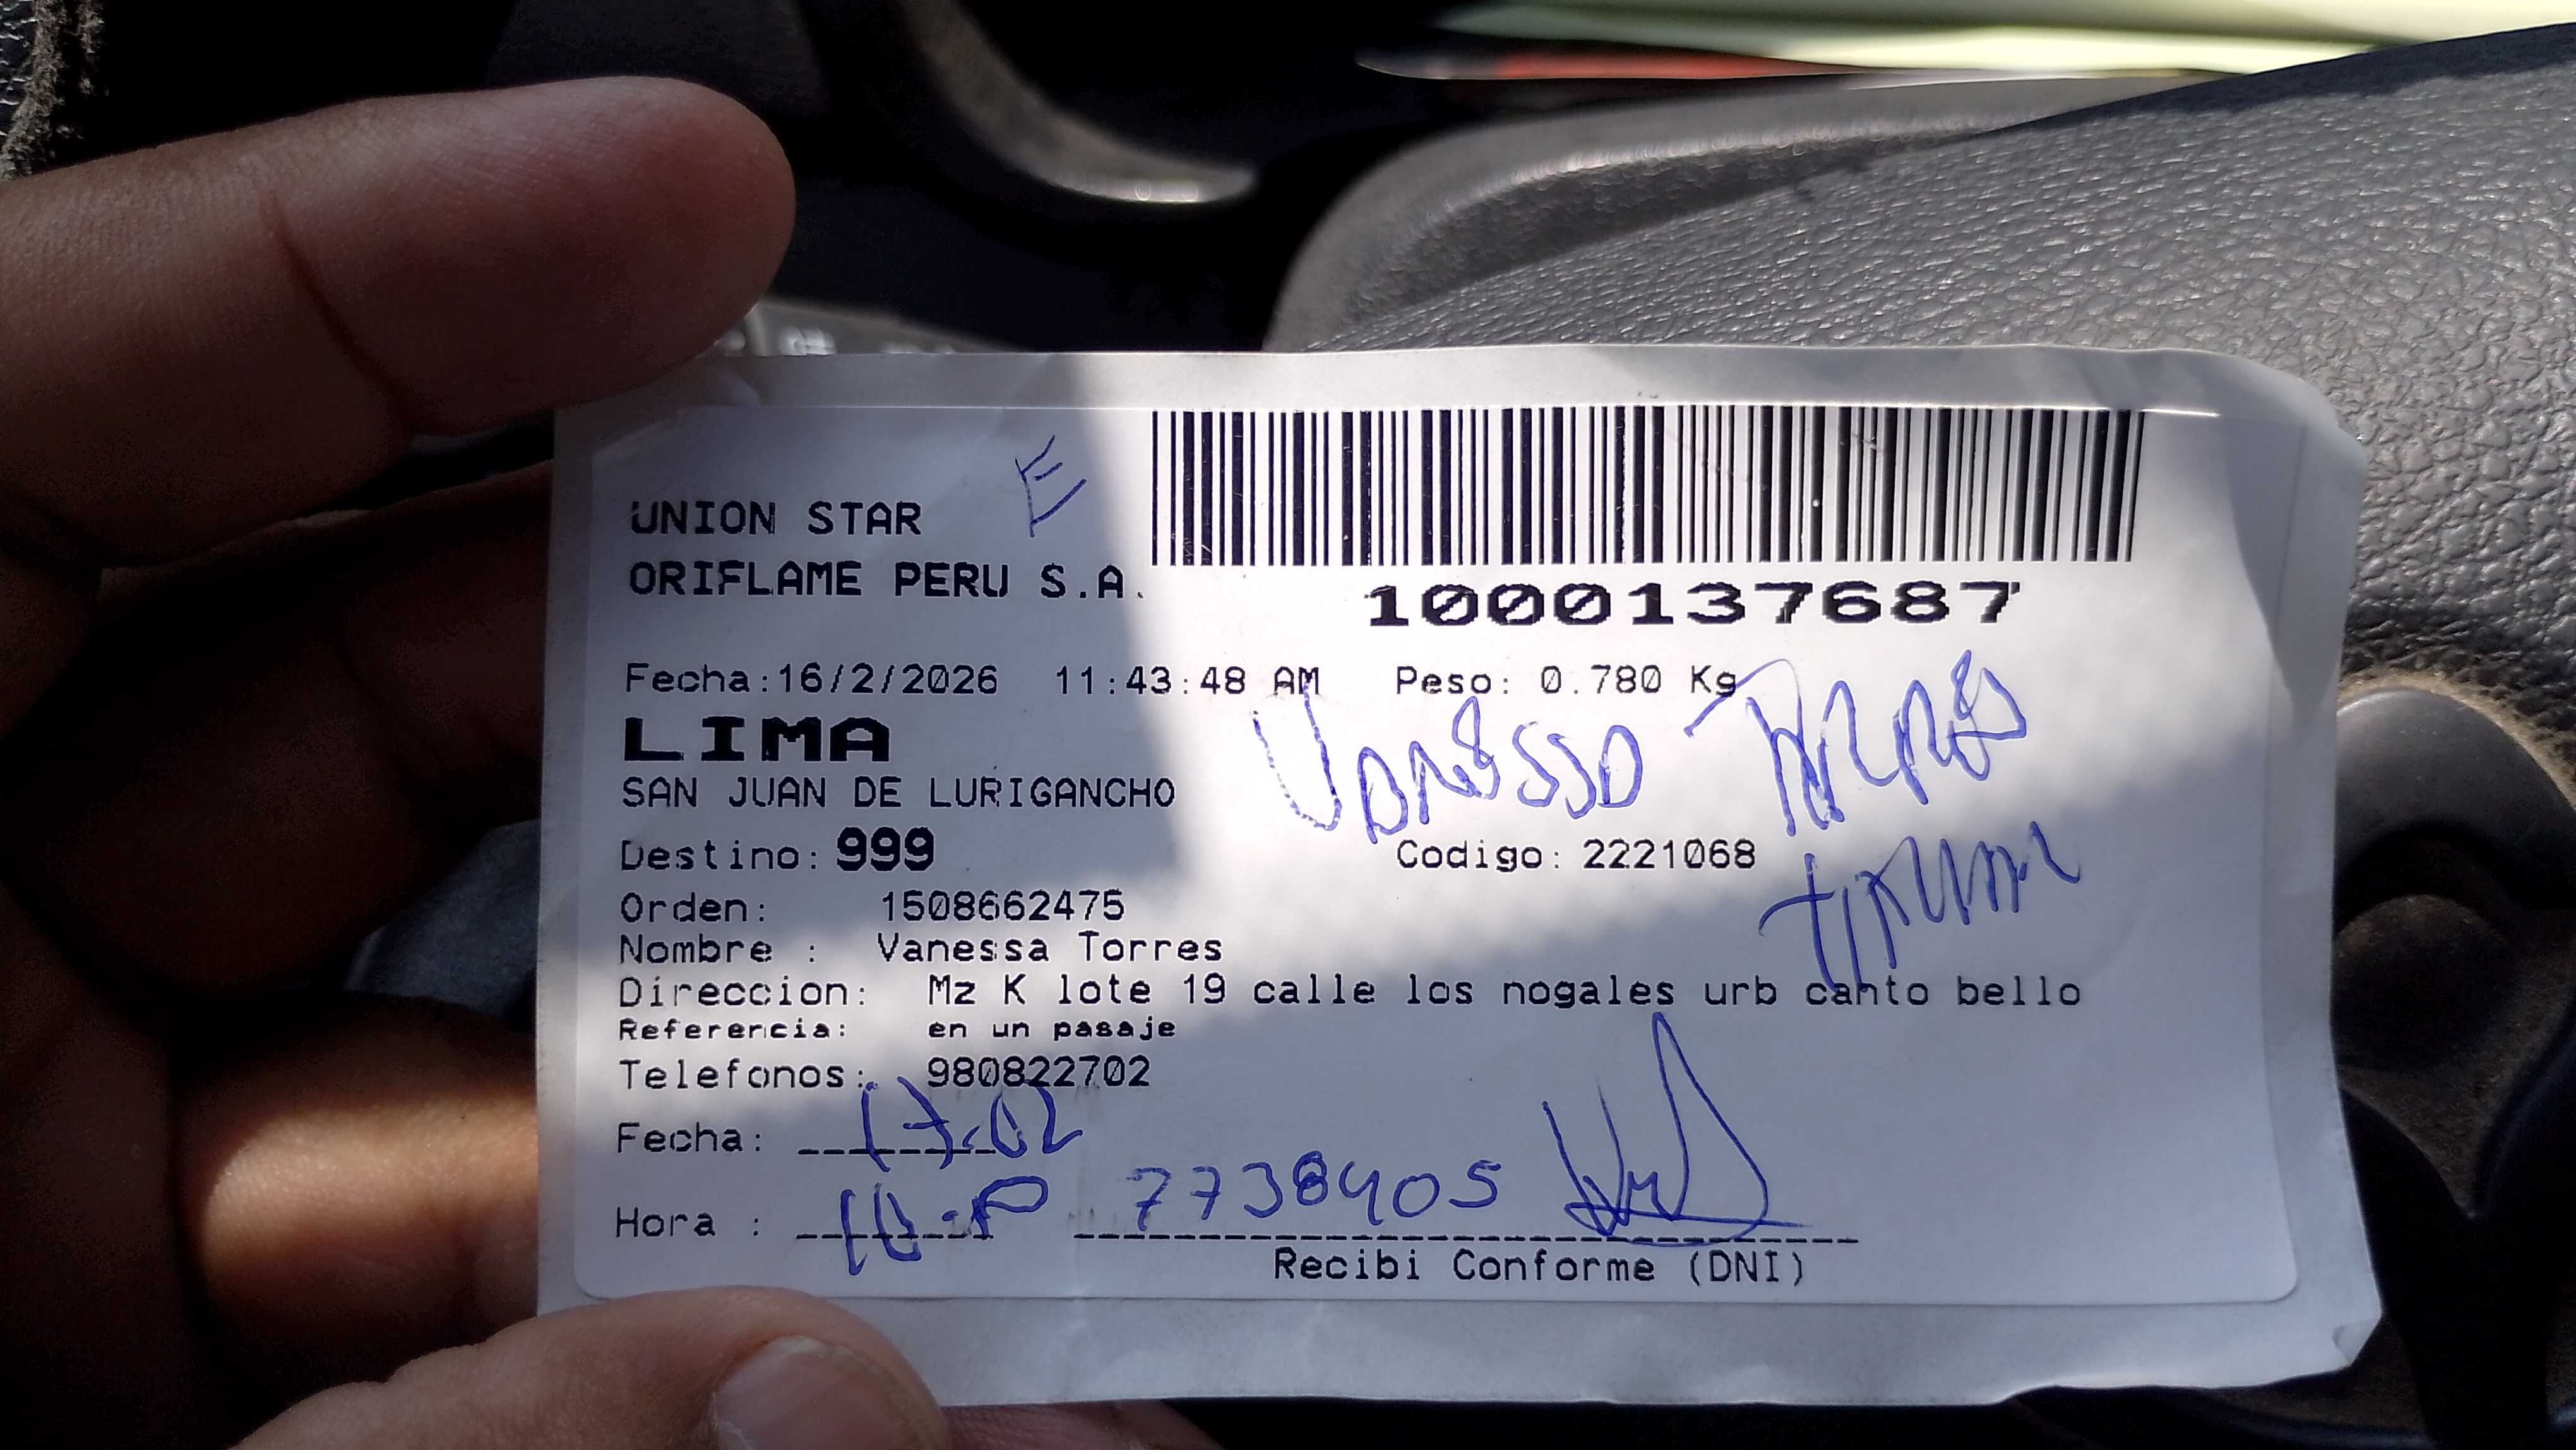 E
UNION STAR
ORIFLAME PERU S.A.
1000137687
Fecha:16/2/2026 11:43:48 AM Peso: 0.780 Kg
LIMA
Vanessa Torres
SAN JUAN DE LURIGANCHO
Destino: 999 Codigo: 2221068
Orden: 1508662475
Nombre : Vanessa Torres
Direccion: Mz K lote 19 calle los nogales urb canto bello
Referencia: en un pasaje
Telefonos: 980822702
Fecha: 17-02
Hora : 7738405
Recibi Conforme (DNI)